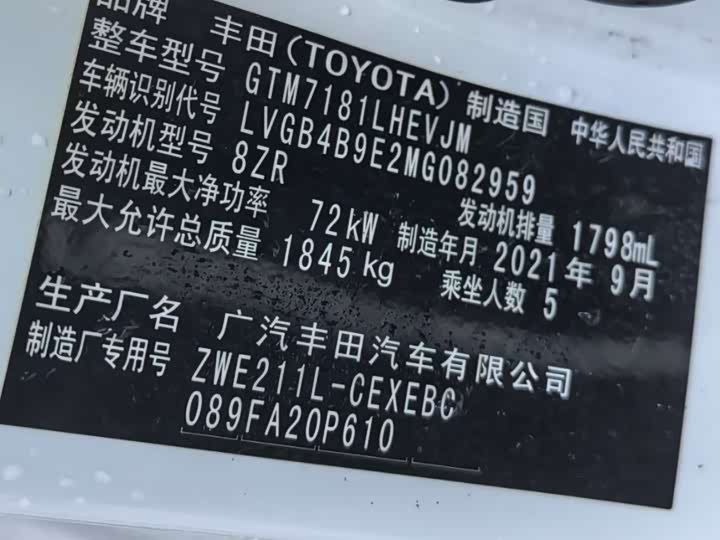 品牌 丰田(TOYOTA) 制造国 中华人民共和国
整车型号 GTM7181LHEVJM
车辆识别代号 LVGB4B9E2MG082959
发动机型号 8ZR 发动机排量 1798mL
发动机最大净功率 72kW 制造年月 2021年 9月
最大允许总质量 1845kg 乘坐人数 5
生产厂名 广汽丰田汽车有限公司
制造厂专用号 ZWE211L-CEXEBC
089FA20P610